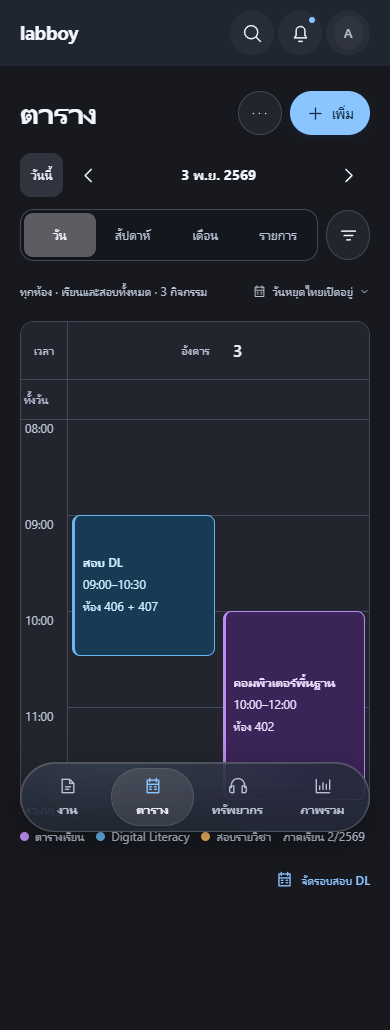 labboy
A
ตาราง
เพิ่ม
วันนี้
3 พ.ย. 2569
วัน สัปดาห์ เดือน รายการ
ทุกห้อง · เรียนและสอบทั้งหมด · 3 กิจกรรม
วันหยุดไทยเปิดอยู่
เวลา อังคาร 3
ทั้งวัน
08:00
09:00
สอบ DL
09:00–10:30
ห้อง 406 + 407
10:00
คอมพิวเตอร์พื้นฐาน
10:00–12:00
ห้อง 402
11:00
งาน ตาราง ทรัพยากร ภาพรวม
ตารางเรียน Digital Literacy สอบรายวิชา ภาคเรียน 2/2569
จัดรอบสอบ DL